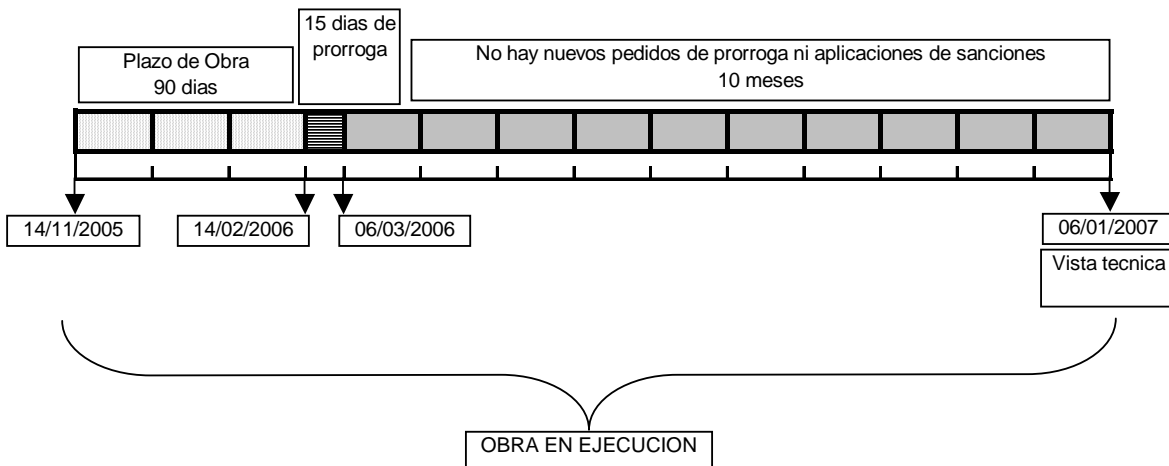 Plazo de Obra
90 dias
15 dias de
prorroga
No hay nuevos pedidos de prorroga ni aplicaciones de sanciones
10 meses
14/11/2005
14/02/2006
06/03/2006
06/01/2007
Vista tecnica
OBRA EN EJECUCION